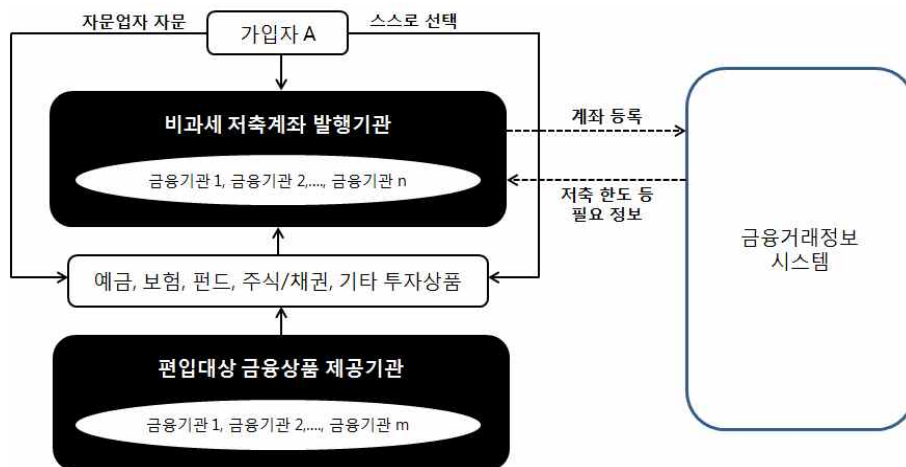 자문업자 자문
가입자 A
스스로 선택
비과세 저축계좌 발행기관
금융기관 1, 금융기관 2,...., 금융기관 n
계좌 등록
저축 한도 등
필요 정보
금융거래정보
시스템
예금, 보험, 펀드, 주식/채권, 기타 투자상품
편입대상 금융상품 제공기관
금융기관 1, 금융기관 2,...., 금융기관 m